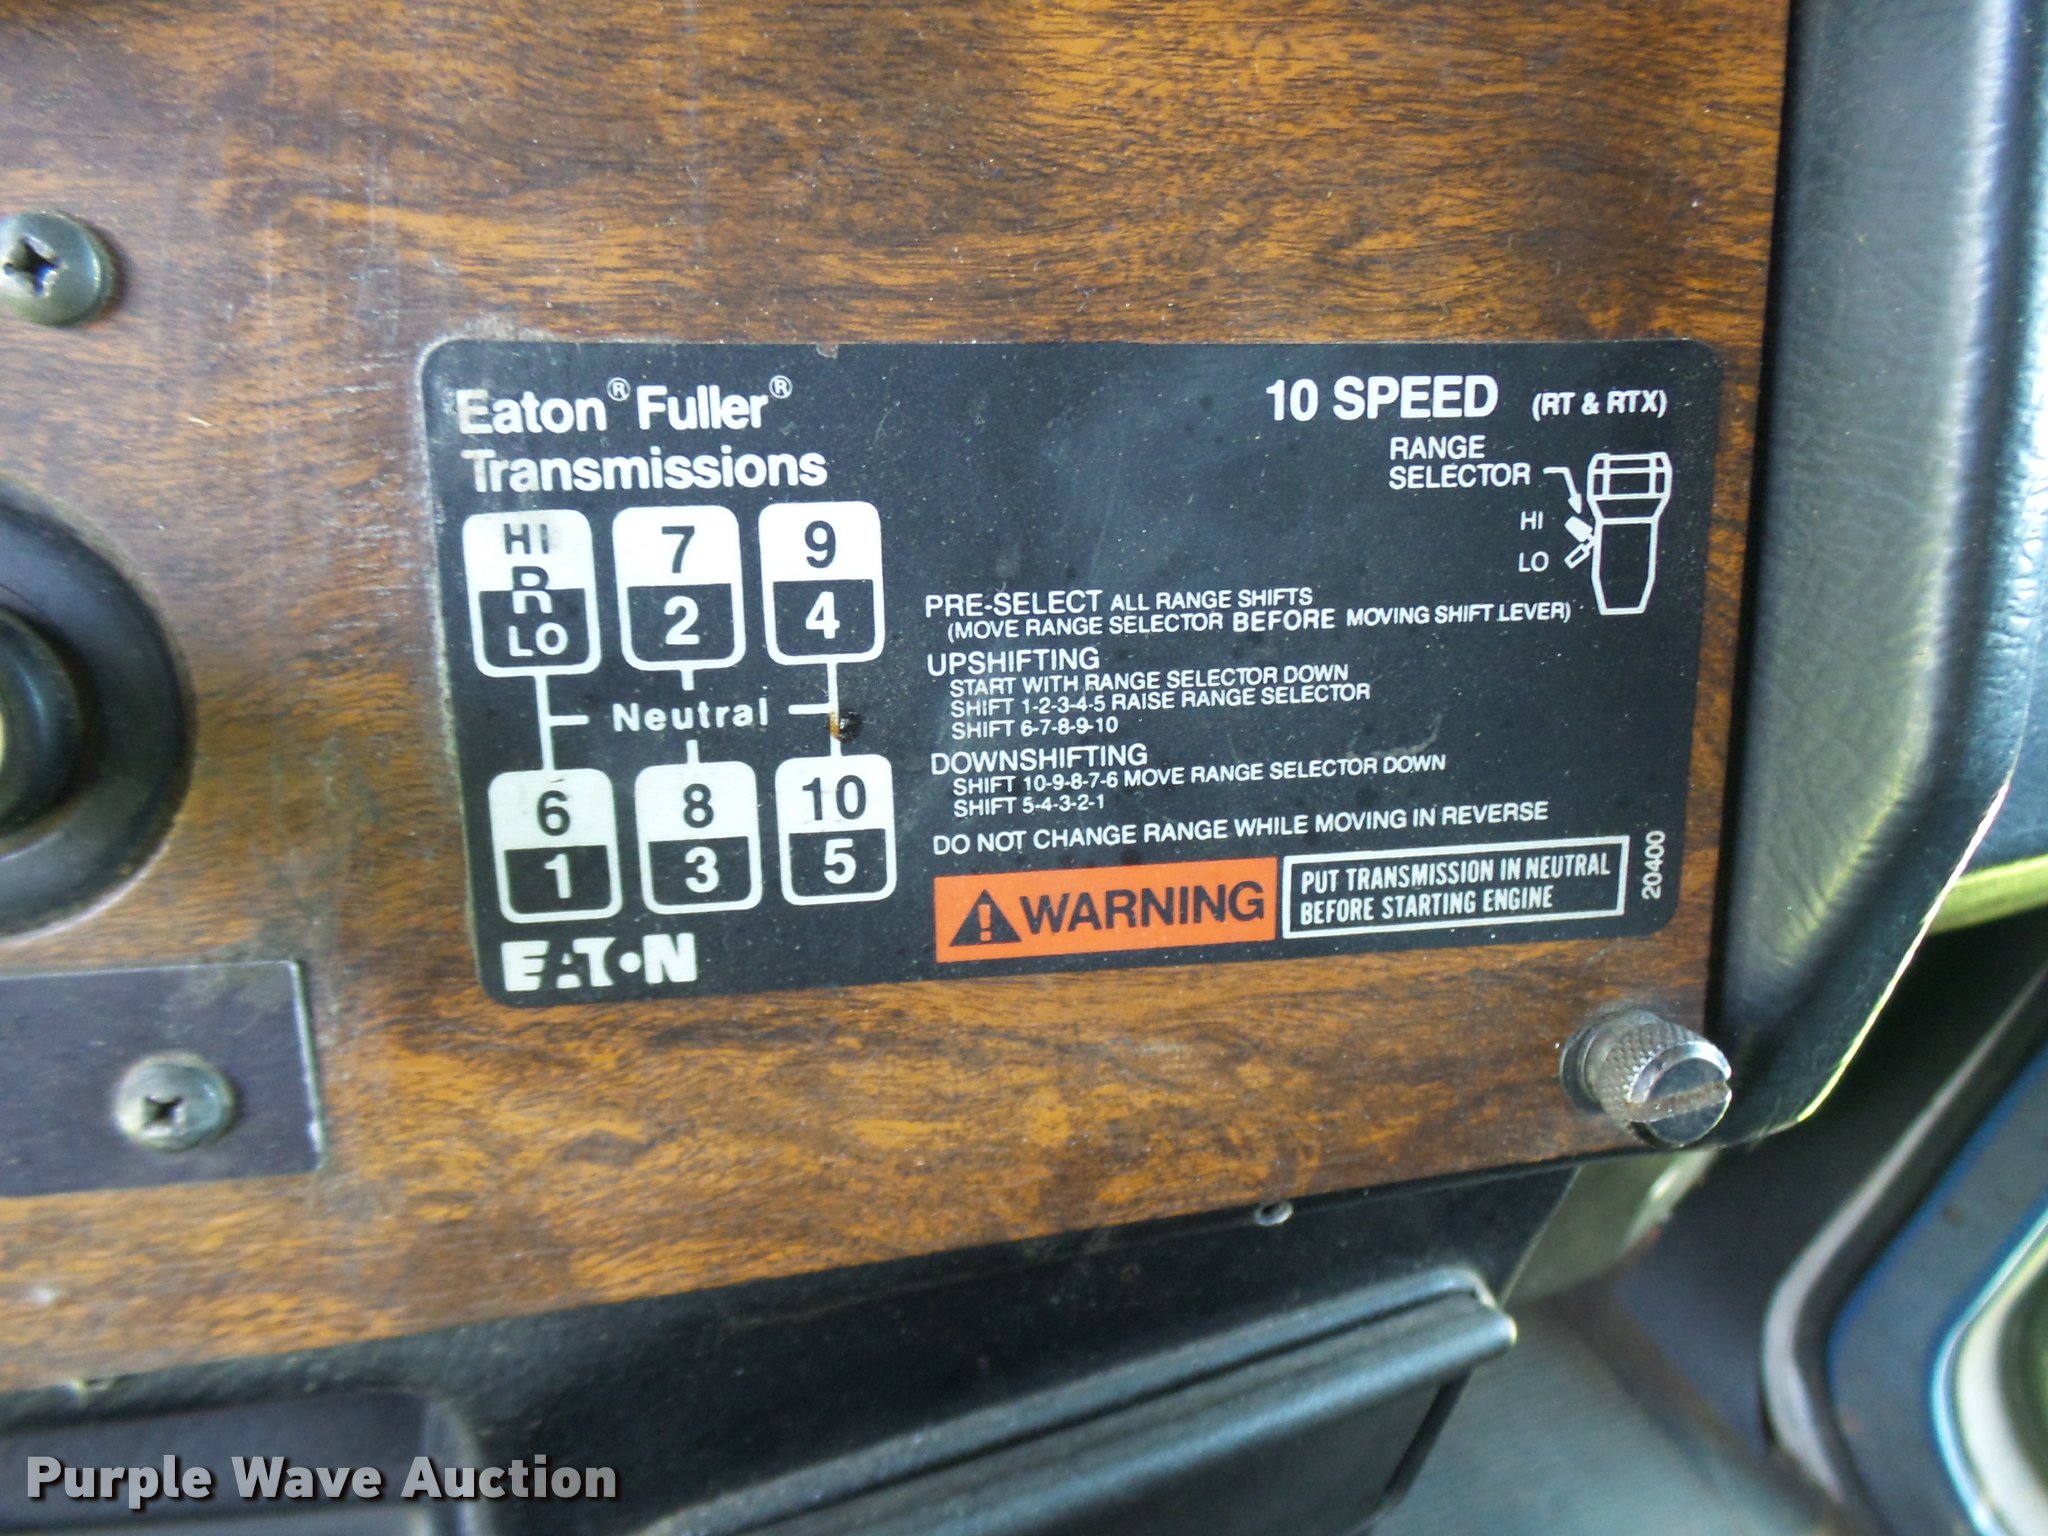 Eaton® Fuller®
Transmissions
10 SPEED (RT & RTX)
RANGE
SELECTOR
HI
LO
HI
R
LO
7
2
9
4
Neutral
6
1
8
3
10
5
EATON
PRE-SELECT ALL RANGE SHIFTS
(MOVE RANGE SELECTOR BEFORE MOVING SHIFT LEVER)
UPSHIFTING
START WITH RANGE SELECTOR DOWN
SHIFT 1-2-3-4-5 RAISE RANGE SELECTOR
SHIFT 6-7-8-9-10
DOWNSHIFTING
SHIFT 10-9-8-7-6 MOVE RANGE SELECTOR DOWN
SHIFT 5-4-3-2-1
DO NOT CHANGE RANGE WHILE MOVING IN REVERSE
WARNING
PUT TRANSMISSION IN NEUTRAL
BEFORE STARTING ENGINE
20400
Purple Wave Auction